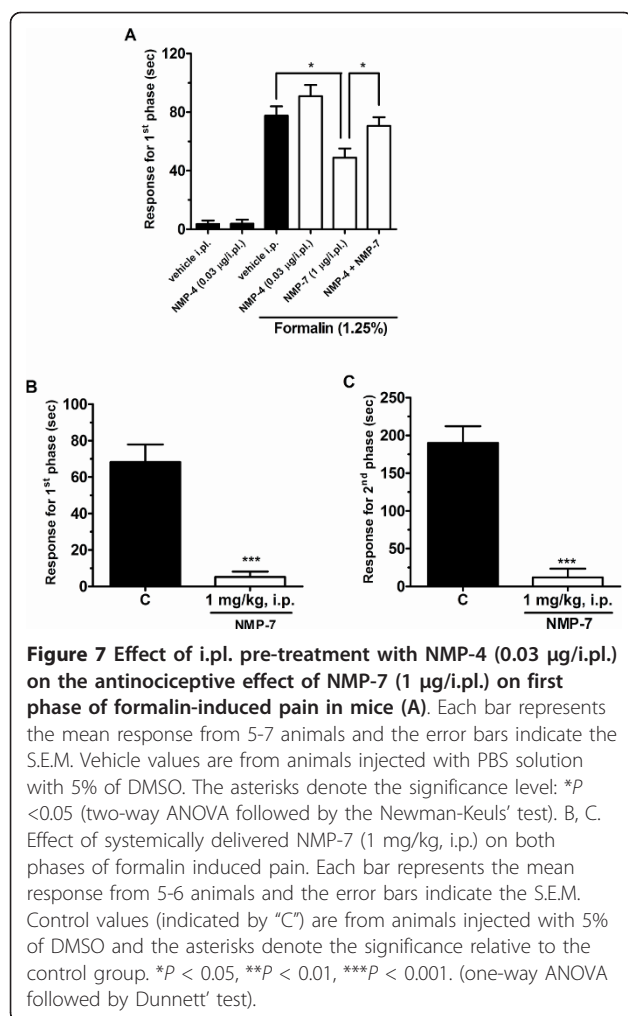 A
Response for 1st phase (sec)
120
80
40
0
*
*
vehicle i.pl.
NMP-4 (0.03 µg/i.pl.)
vehicle i.p.
NMP-4 (0.03 µg/i.pl.)
NMP-7 (1 µg/i.pl.)
NMP-4 + NMP-7
Formalin (1.25%)
B
Response for 1st phase (sec)
100
80
60
40
20
0
***
C
1 mg/kg, i.p.
NMP-7
C
Response for 2nd phase (sec)
250
200
150
100
50
0
***
C
1 mg/kg, i.p.
NMP-7
Figure 7 Effect of i.pl. pre-treatment with NMP-4 (0.03 µg/i.pl.)
on the antinociceptive effect of NMP-7 (1 µg/i.pl.) on first
phase of formalin-induced pain in mice (A). Each bar represents
the mean response from 5-7 animals and the error bars indicate the
S.E.M. Vehicle values are from animals injected with PBS solution
with 5% of DMSO. The asterisks denote the significance level: *P
<0.05 (two-way ANOVA followed by the Newman-Keuls' test). B, C.
Effect of systemically delivered NMP-7 (1 mg/kg, i.p.) on both
phases of formalin induced pain. Each bar represents the mean
response from 5-6 animals and the error bars indicate the S.E.M.
Control values (indicated by "C") are from animals injected with 5%
of DMSO and the asterisks denote the significance relative to the
control group. *P < 0.05, **P < 0.01, ***P < 0.001. (one-way ANOVA
followed by Dunnett' test).